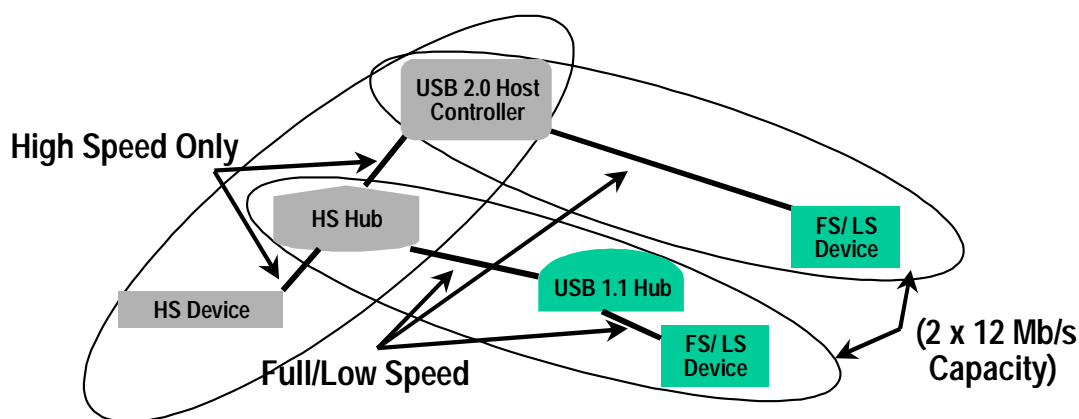 USB 2.0 Host
Controller
High Speed Only
HS Hub
FS/ LS
Device
USB 1.1 Hub
HS Device
FS/ LS
Device
(2 x 12 Mb/s
Capacity)
Full/Low Speed